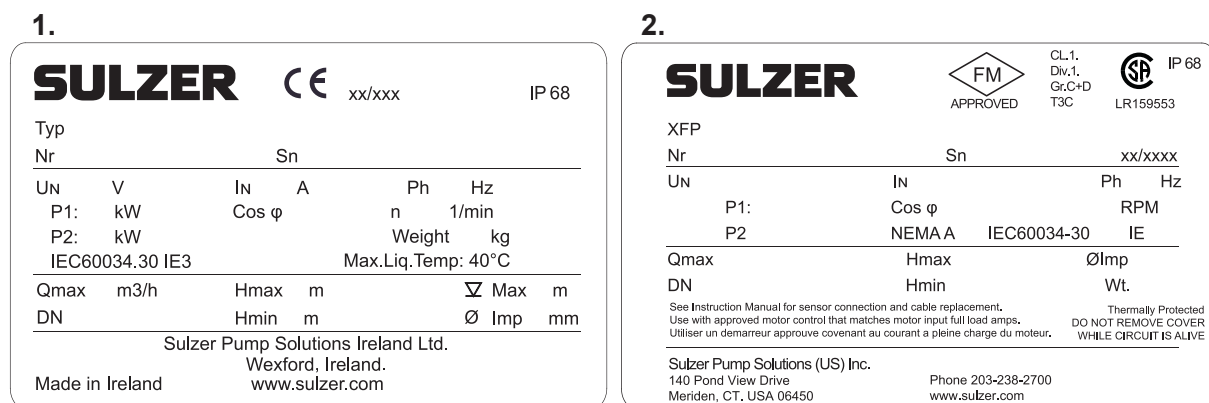 1.
SULZER CE xx/xxx IP 68
Typ
Nr Sn
UN V IN A Ph Hz
P1: kW Cos φ n 1/min
P2: kW Weight kg
IEC60034.30 IE3 Max.Liq.Temp: 40°C
Qmax m3/h Hmax m Max m
DN Hmin m Ø Imp mm
Sulzer Pump Solutions Ireland Ltd.
Wexford, Ireland.
Made in Ireland www.sulzer.com
2.
SULZER
FM
APPROVED
CL.1.
Div.1.
Gr.C+D
T3C
SA
LR159553
IP 68
XFP
Nr Sn xx/xxxx
UN IN Ph Hz
P1: Cos φ RPM
P2 NEMA A IEC60034-30 IE
Qmax Hmax ØImp
DN Hmin Wt.
See Instruction Manual for sensor connection and cable replacement.
Use with approved motor control that matches motor input full load amps.
Utiliser un demarreur approuve covenant au courant a pleine charge du moteur.
Thermally Protected
DO NOT REMOVE COVER
WHILE CIRCUIT IS ALIVE
Sulzer Pump Solutions (US) Inc.
140 Pond View Drive Phone 203-238-2700
Meriden, CT. USA 06450 www.sulzer.com